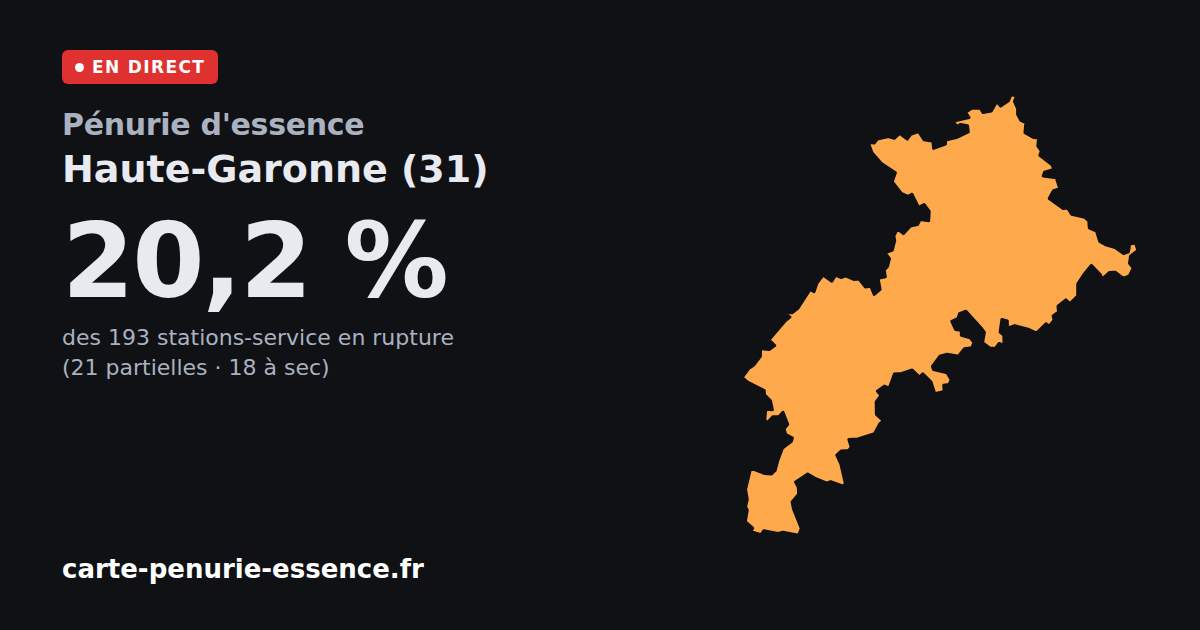 EN DIRECT
Pénurie d'essence
Haute-Garonne (31)
20,2 %
des 193 stations-service en rupture
(21 partielles · 18 à sec)
carte-penurie-essence.fr